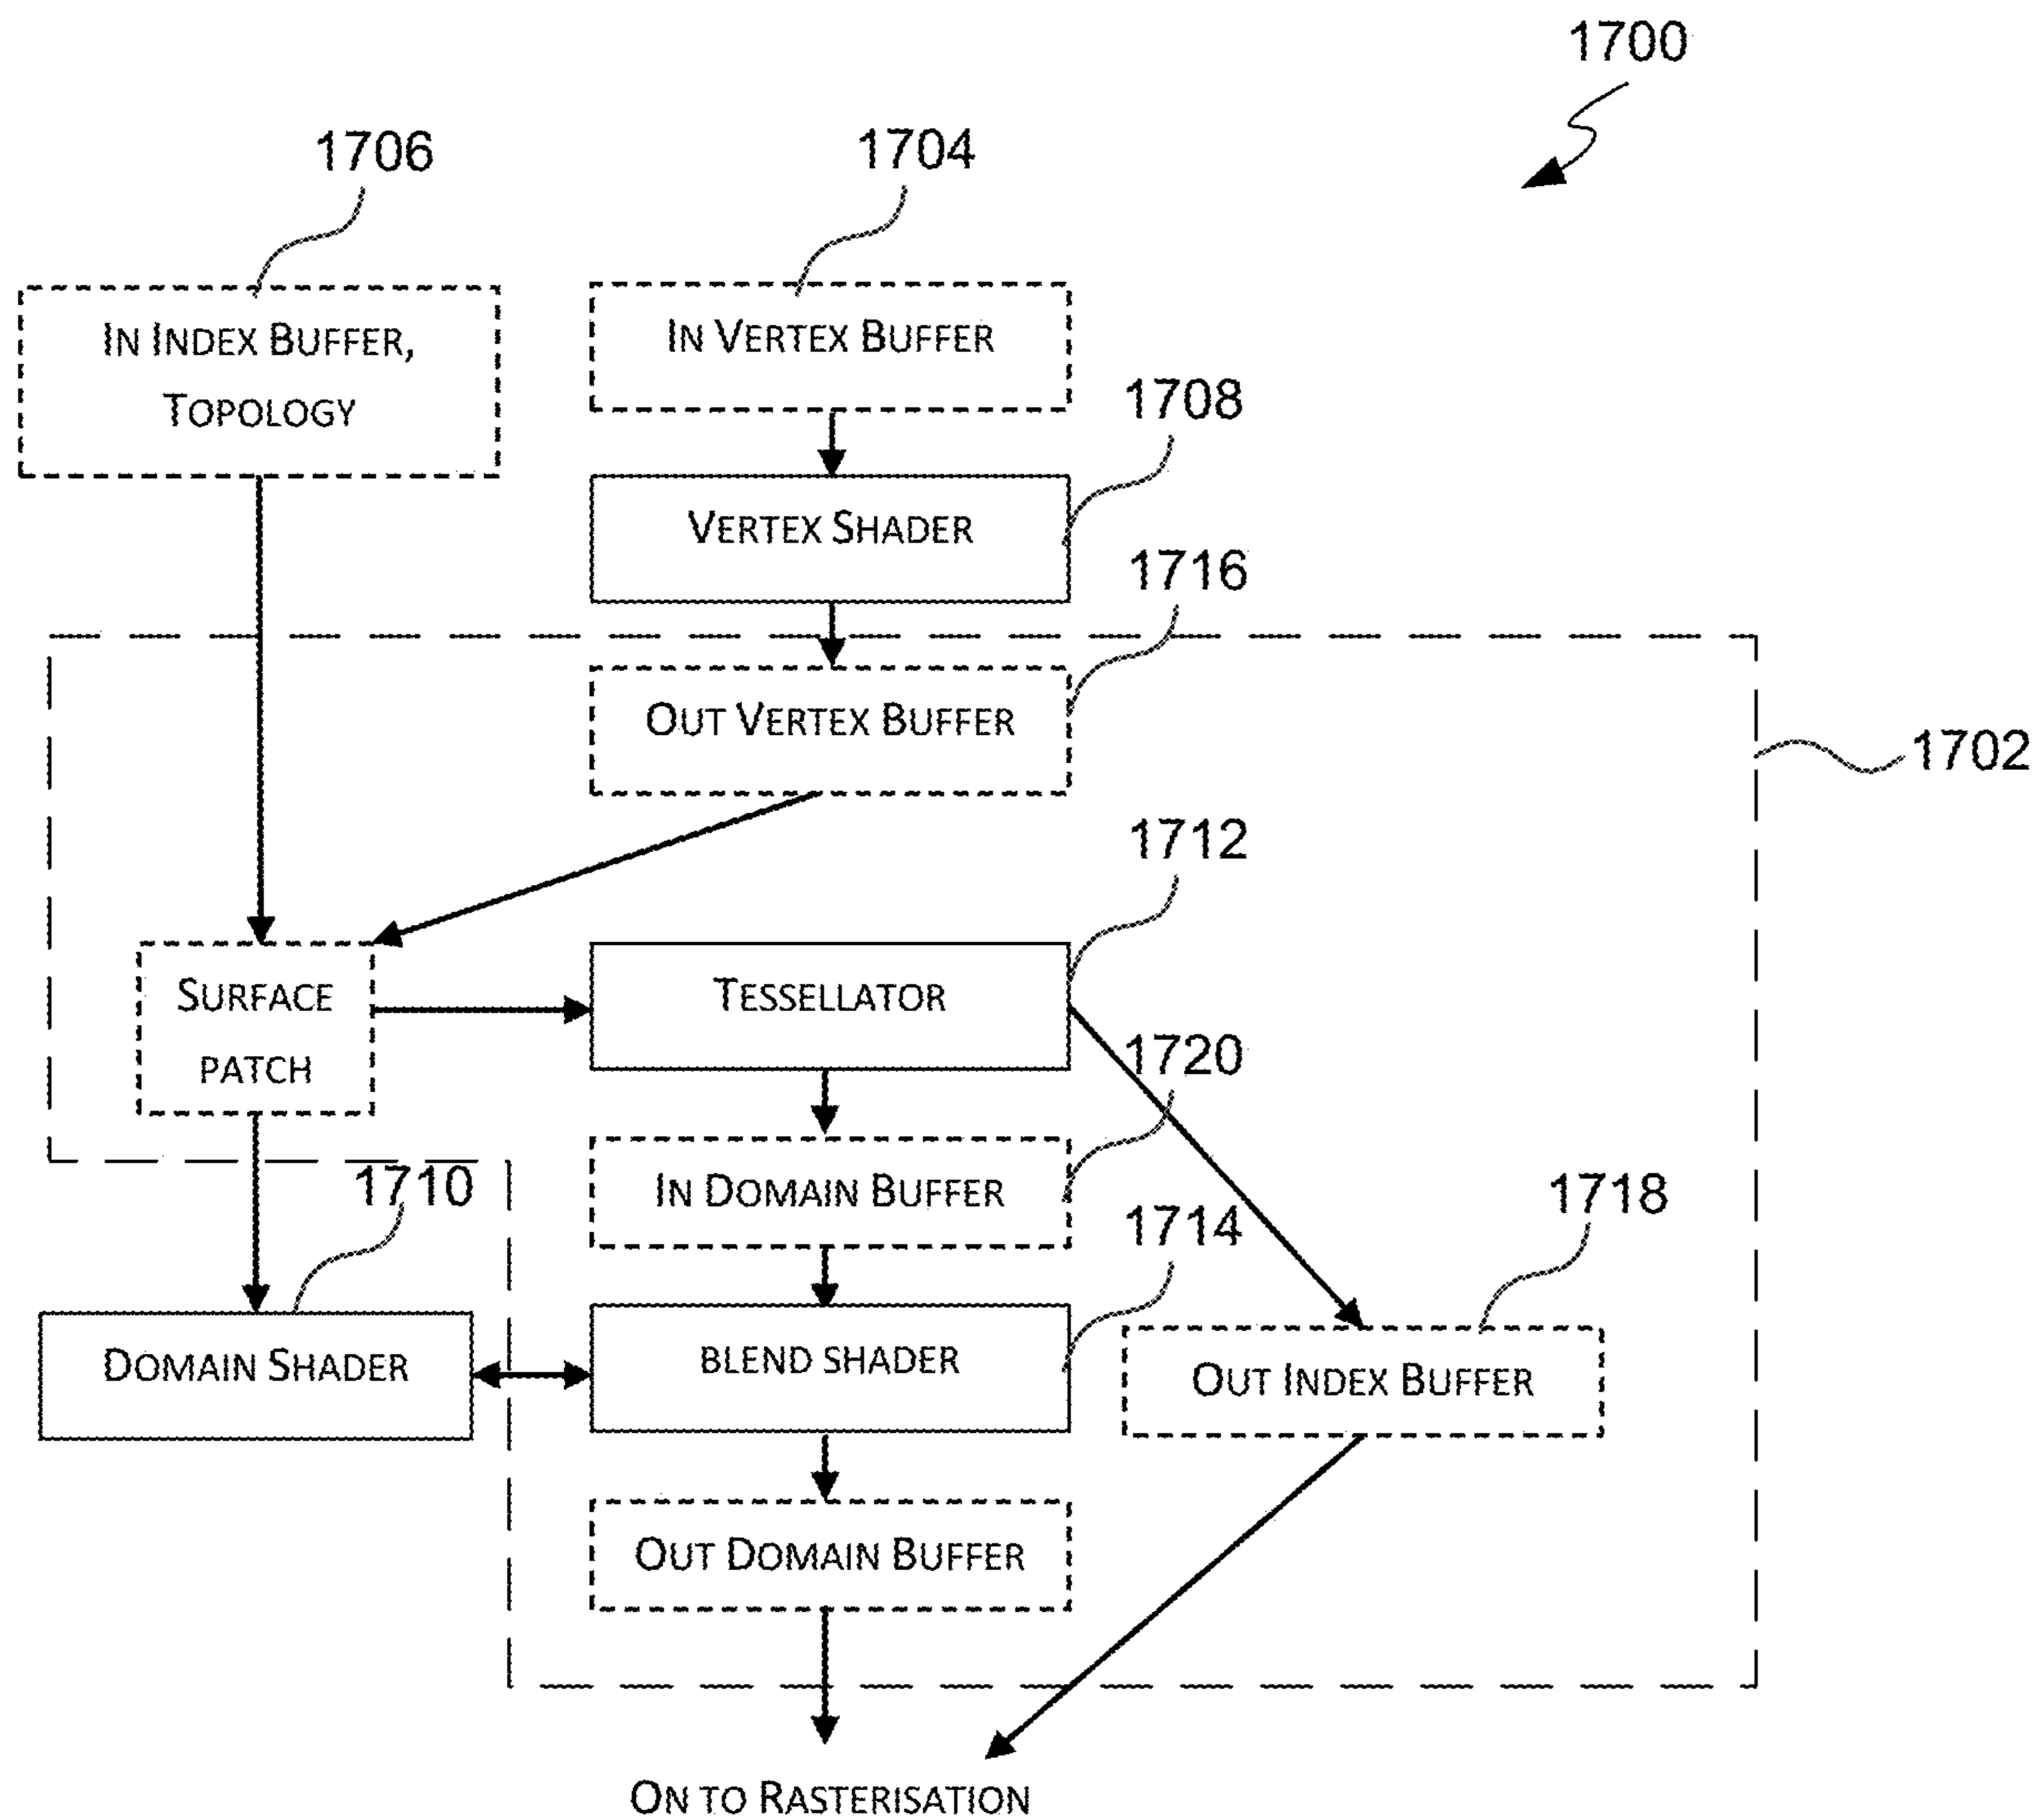 1700
1706
1704
In Index Buffer,
Topology
In Vertex Buffer
1708
Vertex Shader
1716
Out Vertex Buffer
1702
1712
Surface
patch
Tessellator
1720
In Domain Buffer
1710
1714
1718
Domain Shader
blend shader
Out Index Buffer
Out Domain Buffer
On to Rasterisation